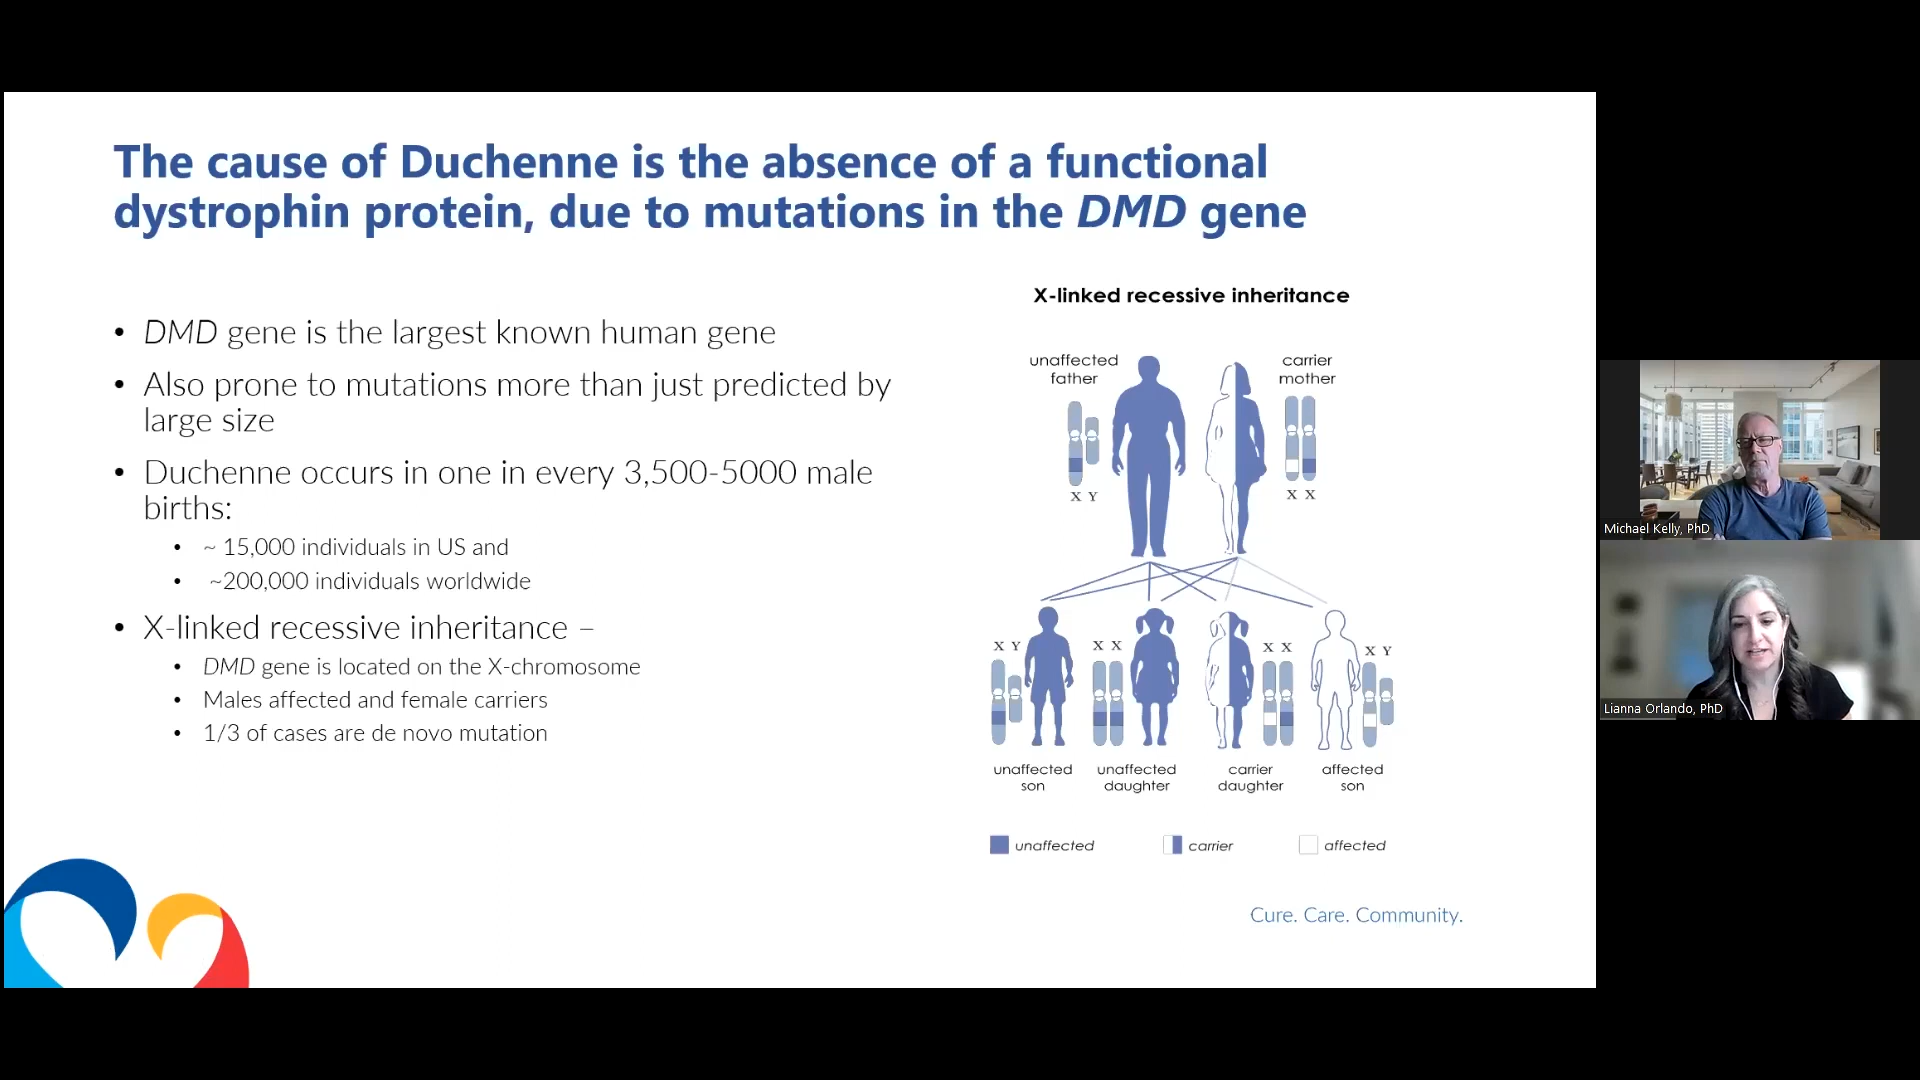 The cause of Duchenne is the absence of a functional
dystrophin protein, due to mutations in the DMD gene
• DMD gene is the largest known human gene
• Also prone to mutations more than just predicted by
large size
• Duchenne occurs in one in every 3,500-5000 male
births:
• ~ 15,000 individuals in US and
• ~200,000 individuals worldwide
• X-linked recessive inheritance –
• DMD gene is located on the X-chromosome
• Males affected and female carriers
• 1/3 of cases are de novo mutation
X-linked recessive inheritance
unaffected
father
carrier
mother
X Y
X X
X Y
X X
X X
X Y
unaffected
son
unaffected
daughter
carrier
daughter
affected
son
unaffected
carrier
affected
Cure. Care. Community.
Michael Kelly, PhD
Lianna Orlando, PhD